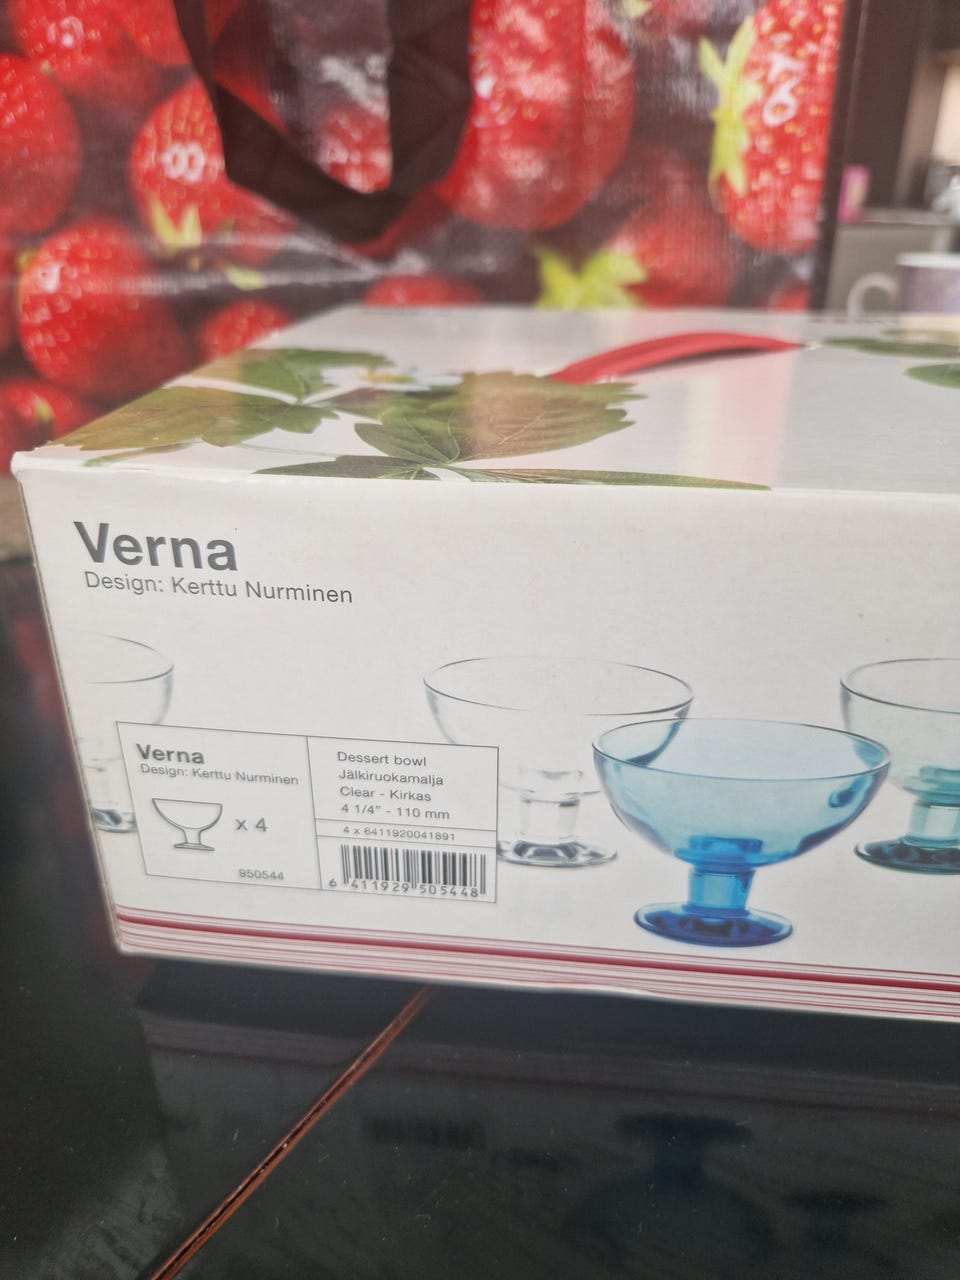 Verna
Design: Kerttu Nurminen
Verna
Design: Kerttu Nurminen
x 4
950544
Dessert bowl
Jälkiruokamalja
Clear - Kirkas
4 1/4" - 110 mm
4 x 6411920041891
6 411929 505448